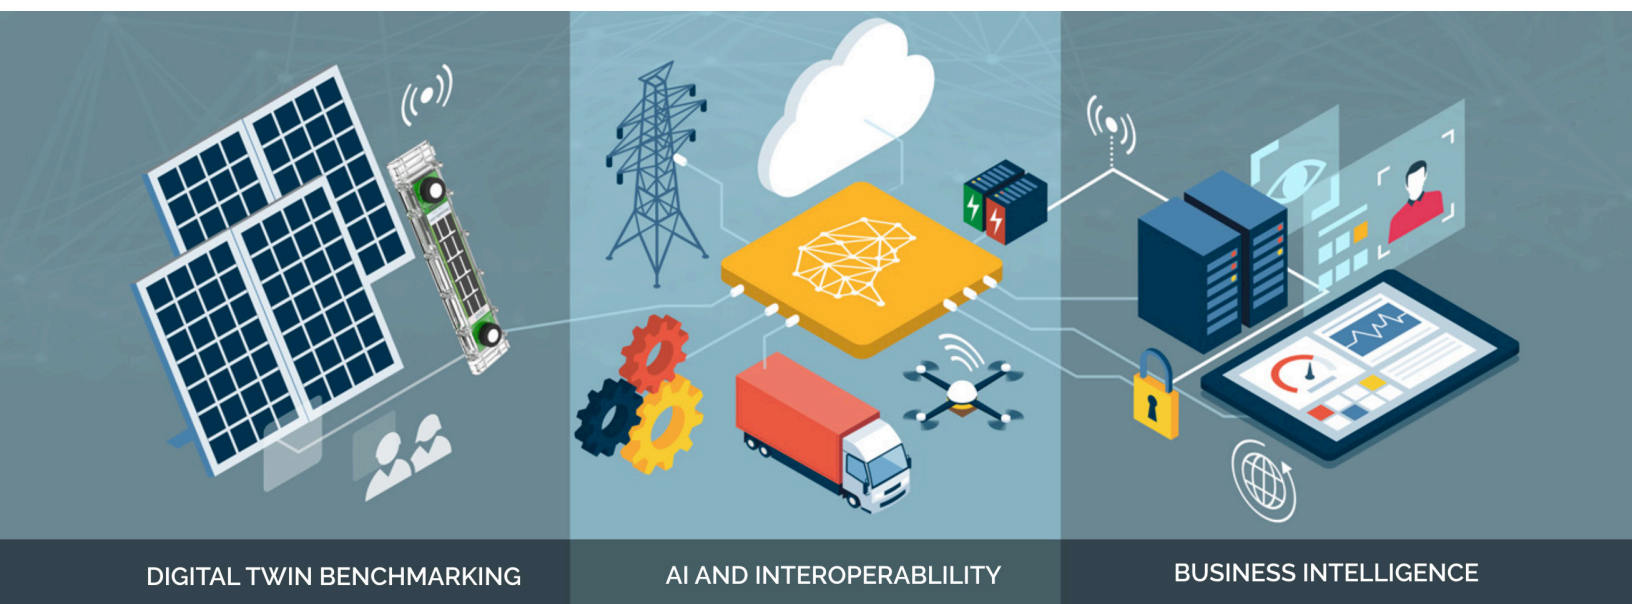 DIGITAL TWIN BENCHMARKING
AI AND INTEROPERABLILITY
BUSINESS INTELLIGENCE